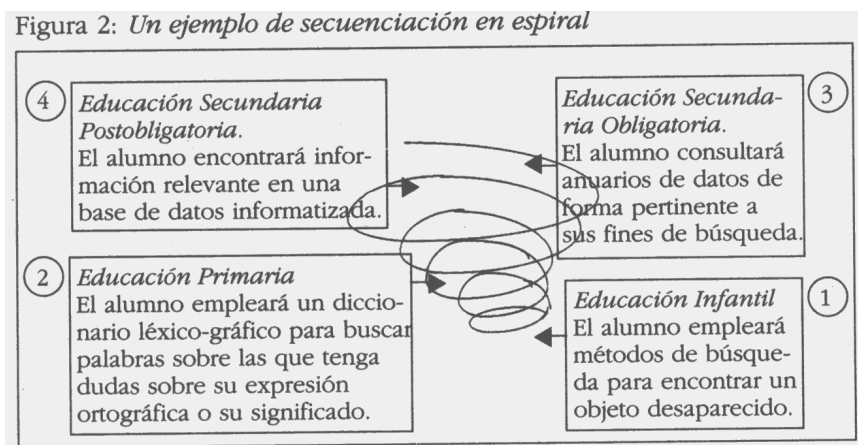 Figura 2: Un ejemplo de secuenciación en espiral
4
Educación Secundaria
Postobligatoria.
El alumno encontrará infor-
mación relevante en una
base de datos informatizada.
3
Educación Secunda-
ria Obligatoria.
El alumno consultará
anuarios de datos de
forma pertinente a
sus fines de búsqueda.
2
Educación Primaria
El alumno empleará un diccio-
nario léxico-gráfico para buscar
palabras sobre las que tenga
dudas sobre su expresión
ortográfica o su significado.
1
Educación Infantil
El alumno empleará
métodos de búsque-
da para encontrar un
objeto desaparecido.